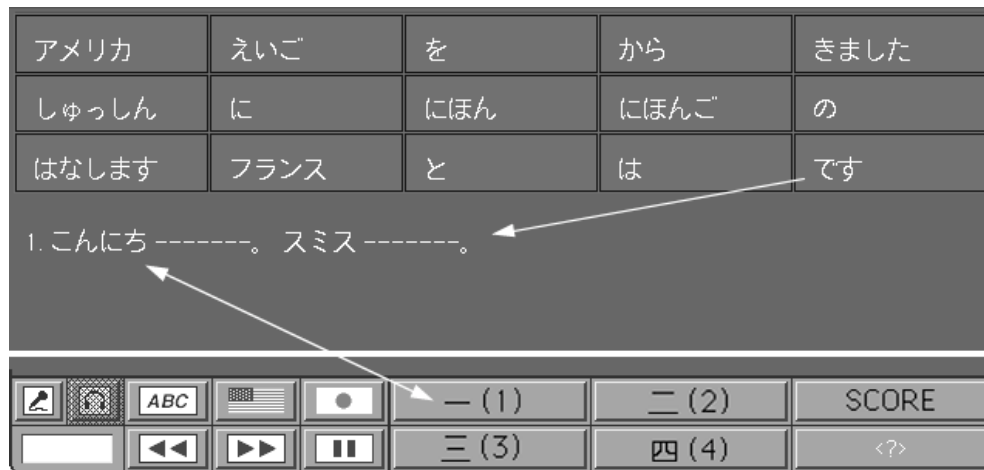 アメリカ えいご を から きました
しゅっしん に にほん にほんご の
はなします フランス と は です
1. こんにち -------。 スミス -------。
ABC 一 (1) 二 (2) SCORE
三 (3) 四 (4) <?>